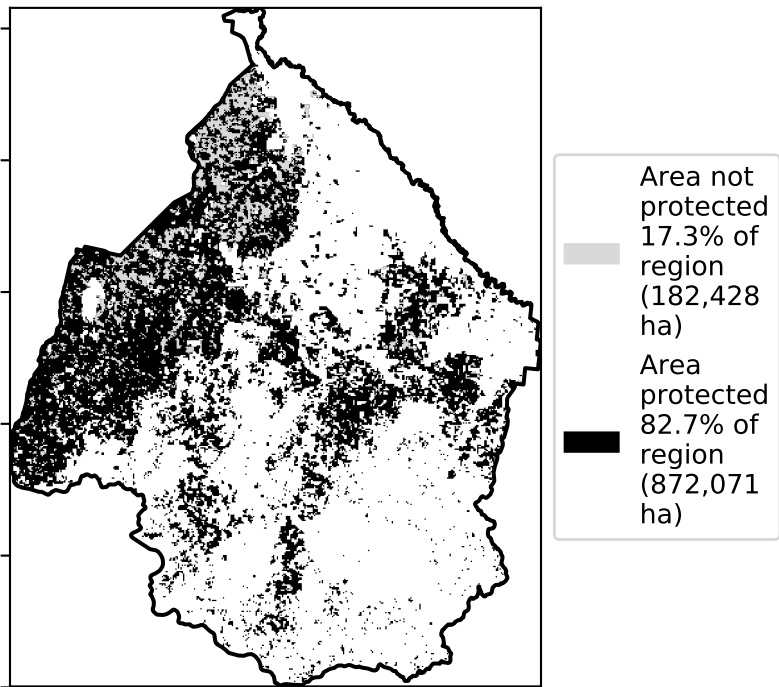 Area not
protected
17.3% of
region
(182,428
ha)
Area
protected
82.7% of
region
(872,071
ha)